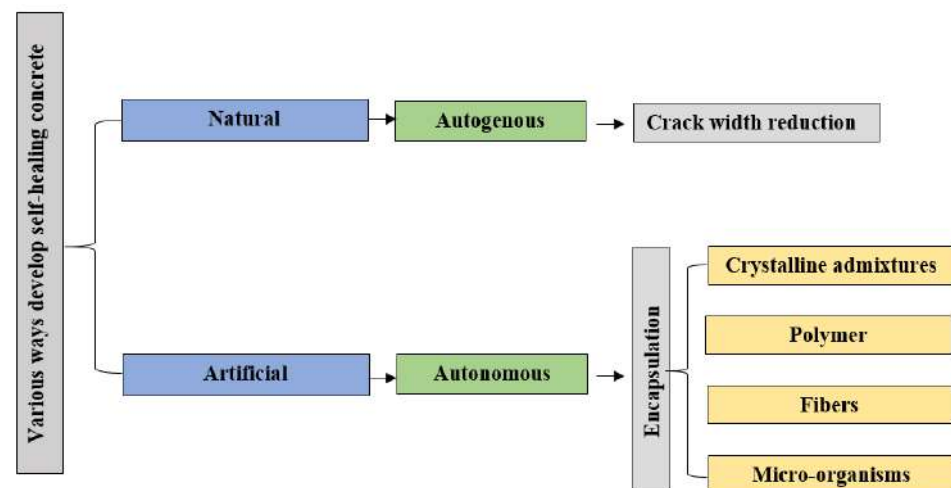 Various ways develop self-healing concrete
Natural
Autogenous
Crack width reduction
Artificial
Autonomous
Encapsulation
Crystalline admixtures
Polymer
Fibers
Micro-organisms